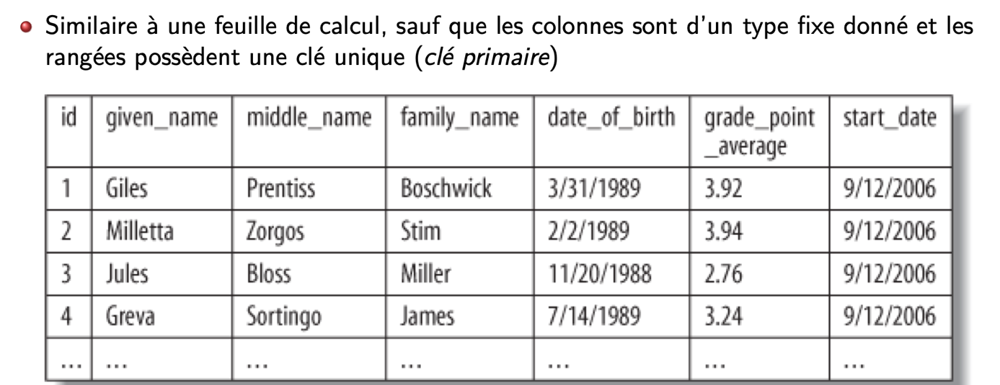 Similaire à une feuille de calcul, sauf que les colonnes sont d'un type fixe donné et les
rangées possèdent une clé unique (clé primaire)
id given_name middle_name family_name date_of_birth grade_point_average start_date
1 Giles Prentiss Boschwick 3/31/1989 3.92 9/12/2006
2 Milletta Zorgos Stim 2/2/1989 3.94 9/12/2006
3 Jules Bloss Miller 11/20/1988 2.76 9/12/2006
4 Greva Sortingo James 7/14/1989 3.24 9/12/2006
... ... ... ... ... ... ...